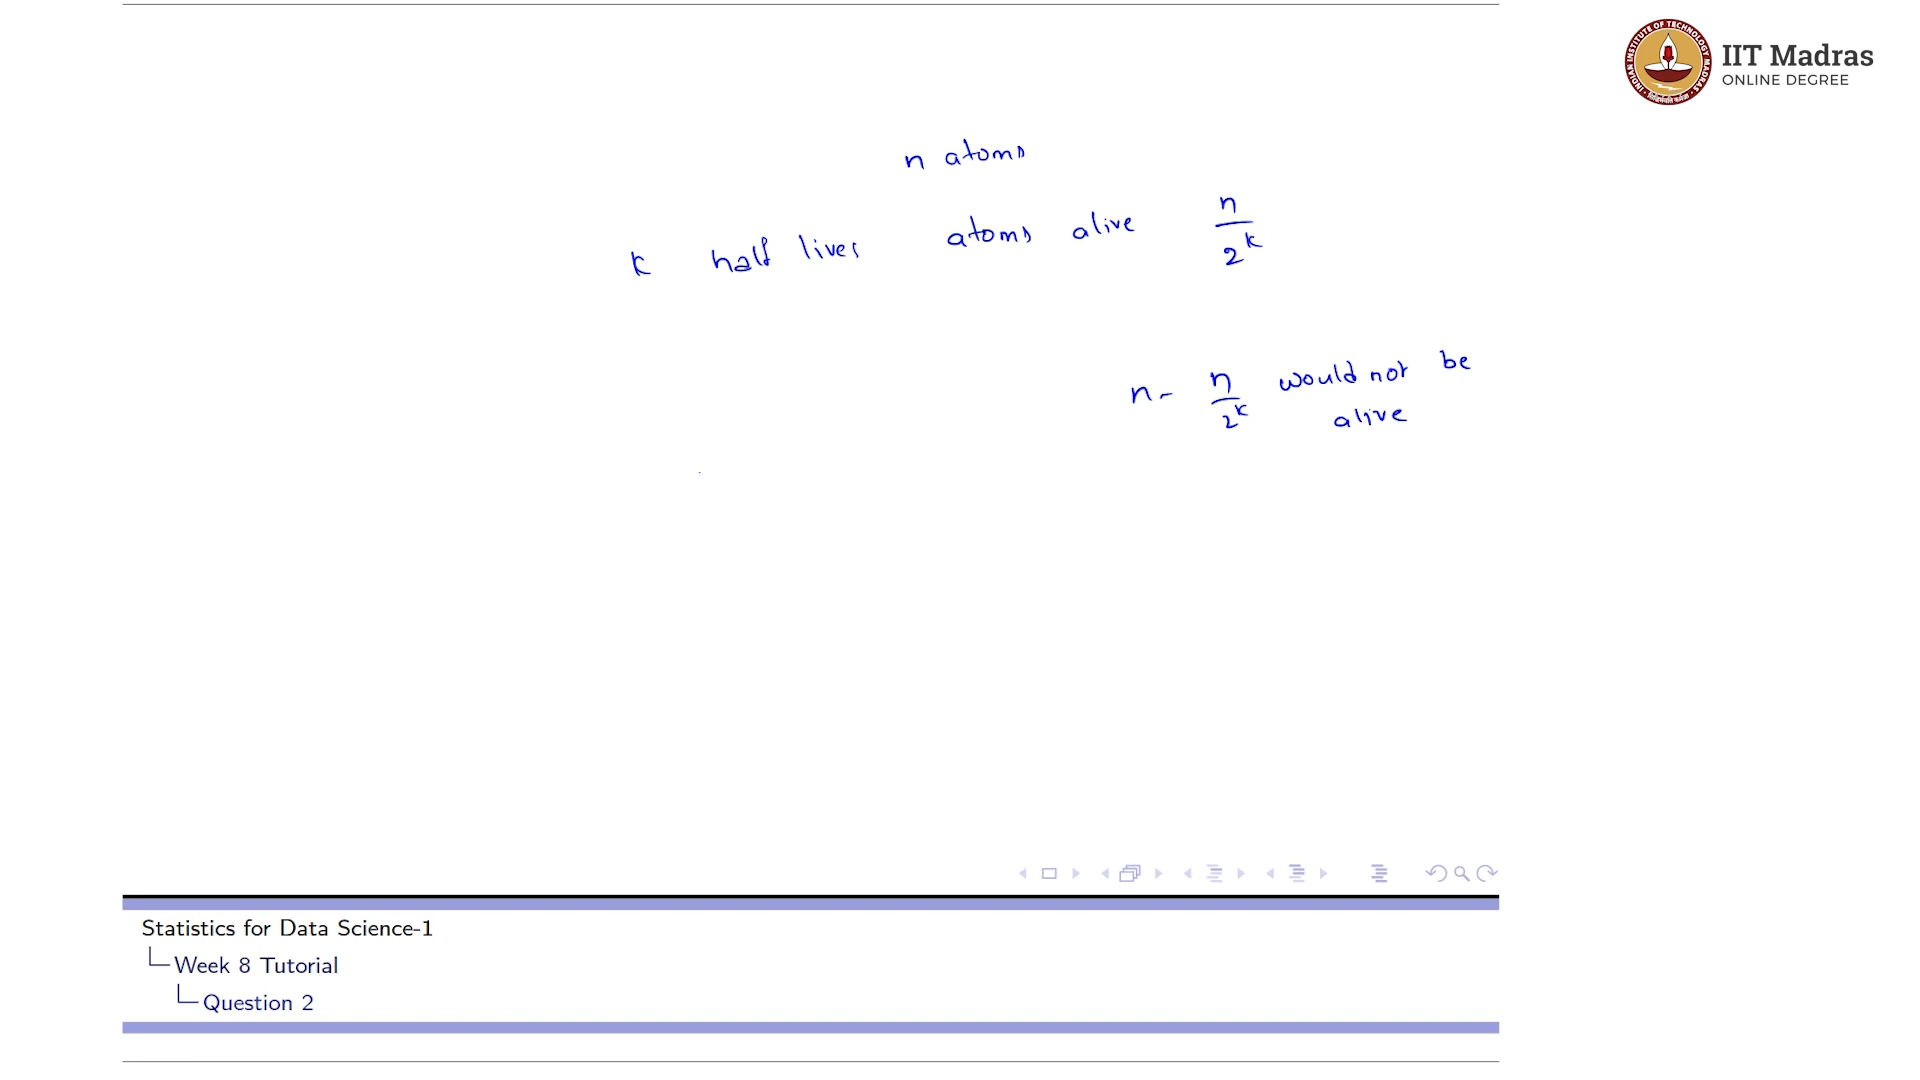 IIT Madras
ONLINE DEGREE
n atoms
k half lives atoms alive n/2^k
n - n/2^k would not be
alive
Statistics for Data Science-1
Week 8 Tutorial
Question 2